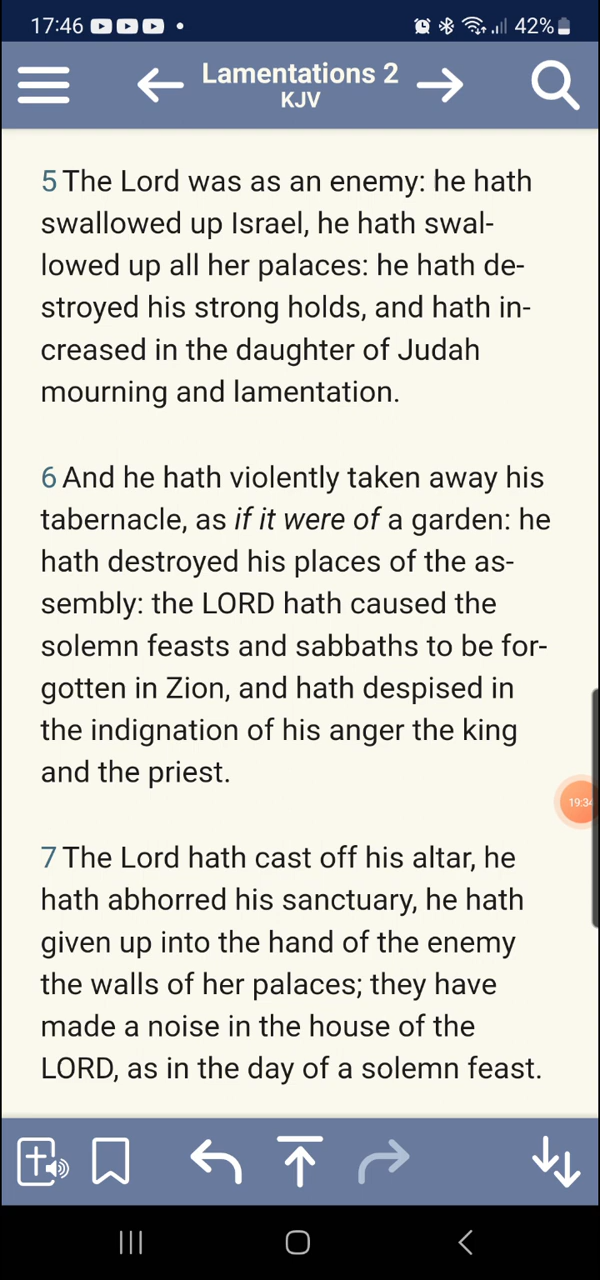 17:46
42%
Lamentations 2
KJV
5 The Lord was as an enemy: he hath
swallowed up Israel, he hath swal-
lowed up all her palaces: he hath de-
stroyed his strong holds, and hath in-
creased in the daughter of Judah
mourning and lamentation.
6 And he hath violently taken away his
tabernacle, as if it were of a garden: he
hath destroyed his places of the as-
sembly: the LORD hath caused the
solemn feasts and sabbaths to be for-
gotten in Zion, and hath despised in
the indignation of his anger the king
and the priest.
19:34
7 The Lord hath cast off his altar, he
hath abhorred his sanctuary, he hath
given up into the hand of the enemy
the walls of her palaces; they have
made a noise in the house of the
LORD, as in the day of a solemn feast.